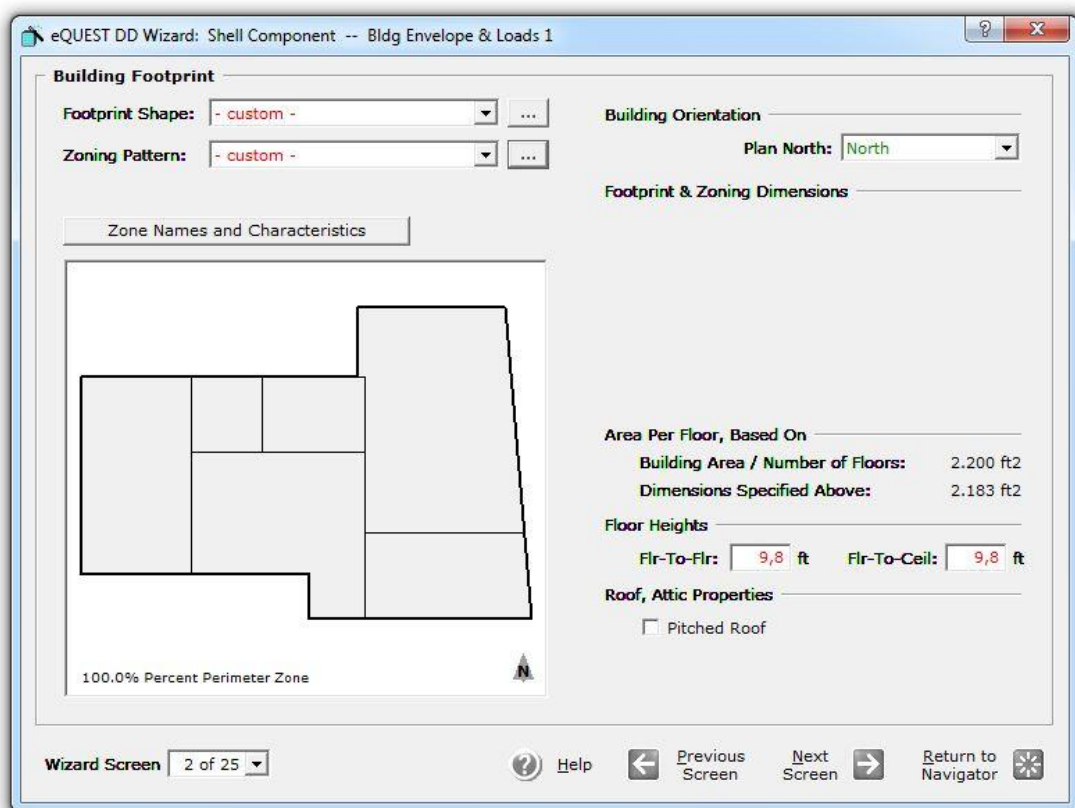 eQUEST DD Wizard: Shell Component -- Bldg Envelope & Loads 1
Building Footprint
Footprint Shape: - custom - ...
Zoning Pattern: - custom - ...
Zone Names and Characteristics
100.0% Percent Perimeter Zone
N
Building Orientation
Plan North: North
Footprint & Zoning Dimensions
Area Per Floor, Based On
Building Area / Number of Floors: 2.200 ft2
Dimensions Specified Above: 2.183 ft2
Floor Heights
Flr-To-Flr: 9,8 ft Flr-To-Ceil: 9,8 ft
Roof, Attic Properties
Pitched Roof
Wizard Screen 2 of 25
? Help
Previous Screen
Next Screen
Return to Navigator